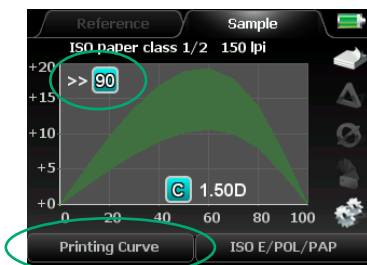 Reference Sample
ISO paper class 1/2 150 lpi
+20
>> 90
+15
+10
+5
C 1.50D
+0
0 20 40 60 80 100
Printing Curve ISO E/POL/PAP